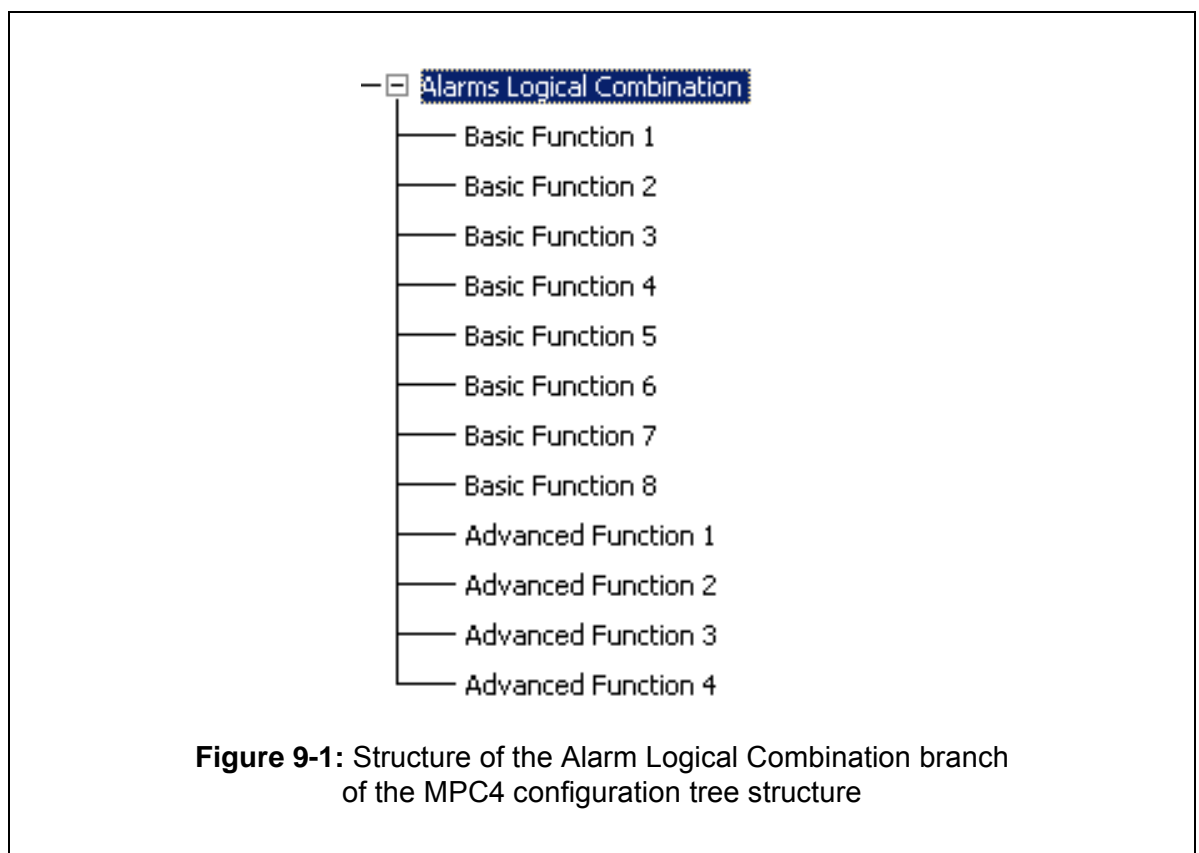 Alarms Logical Combination
Basic Function 1
Basic Function 2
Basic Function 3
Basic Function 4
Basic Function 5
Basic Function 6
Basic Function 7
Basic Function 8
Advanced Function 1
Advanced Function 2
Advanced Function 3
Advanced Function 4
Figure 9-1: Structure of the Alarm Logical Combination branch
of the MPC4 configuration tree structure